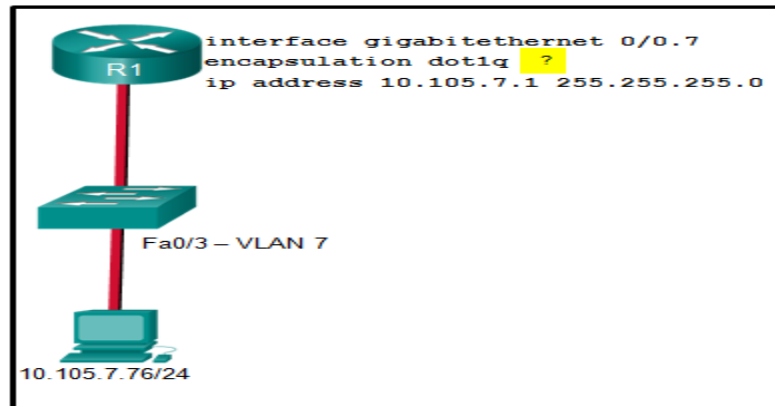 interface gigabitethernet 0/0.7
R1
encapsulation dot1q ?
ip address 10.105.7.1 255.255.255.0
Fa0/3 – VLAN 7
10.105.7.76/24